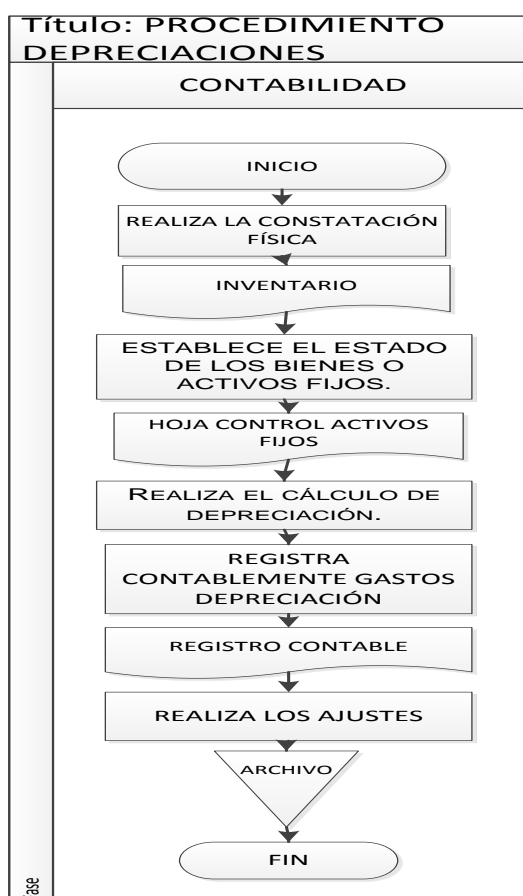 Título: PROCEDIMIENTO
DEPRECIACIONES
CONTABILIDAD
INICIO
REALIZA LA CONSTATACIÓN
FÍSICA
INVENTARIO
ESTABLECE EL ESTADO
DE LOS BIENES O
ACTIVOS FIJOS.
HOJA CONTROL ACTIVOS
FIJOS
REALIZA EL CÁLCULO DE
DEPRECIACIÓN.
REGISTRA
CONTABLEMENTE GASTOS
DEPRECIACIÓN
REGISTRO CONTABLE
REALIZA LOS AJUSTES
ARCHIVO
FIN